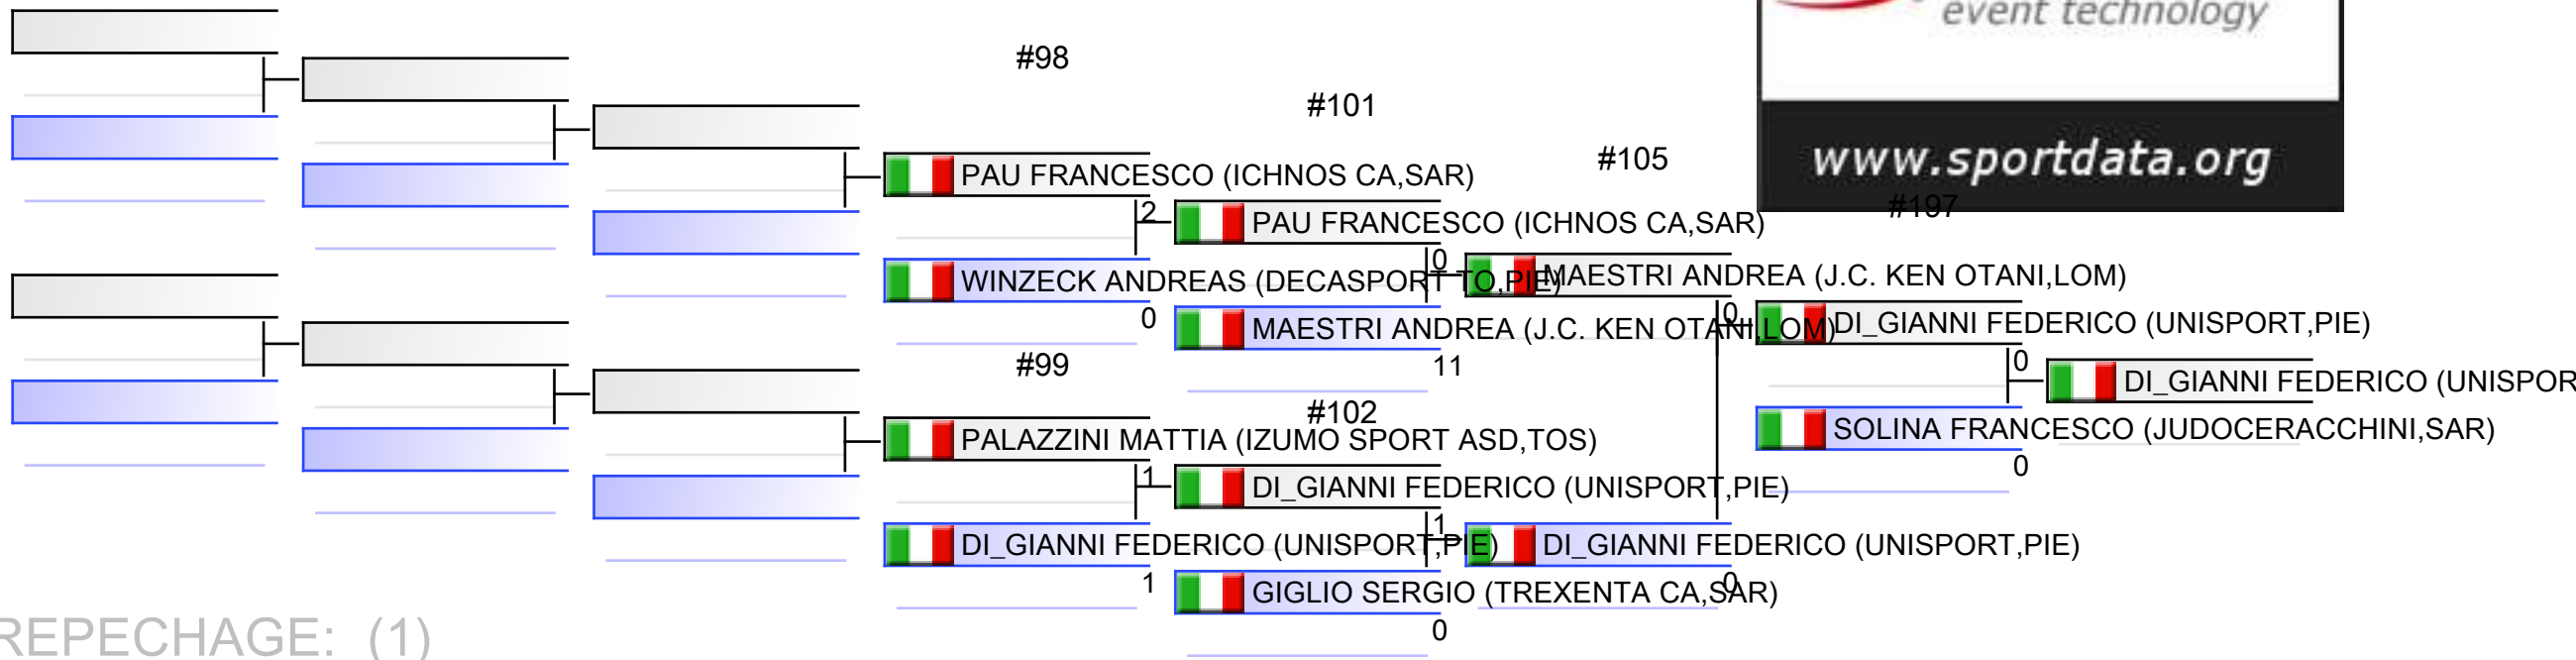 event technology
#98
#101
#105
www.sportdata.org
#197
PAU FRANCESCO (ICHNOS CA,SAR)
2
PAU FRANCESCO (ICHNOS CA,SAR)
0
WINZECK ANDREAS (DECASPORT TO,PIE)
MAESTRI ANDREA (J.C. KEN OTANI,LOM)
0
0
MAESTRI ANDREA (J.C. KEN OTANI,LOM)
DI_GIANNI FEDERICO (UNISPORT,PIE)
#99
11
0
DI_GIANNI FEDERICO (UNISPOR
#102
PALAZZINI MATTIA (IZUMO SPORT ASD,TOS)
SOLINA FRANCESCO (JUDOCERACCHINI,SAR)
1
0
DI_GIANNI FEDERICO (UNISPORT,PIE)
1
DI_GIANNI FEDERICO (UNISPORT,PIE)
DI_GIANNI FEDERICO (UNISPORT,PIE)
1
0
GIGLIO SERGIO (TREXENTA CA,SAR)
0
REPECHAGE: (1)